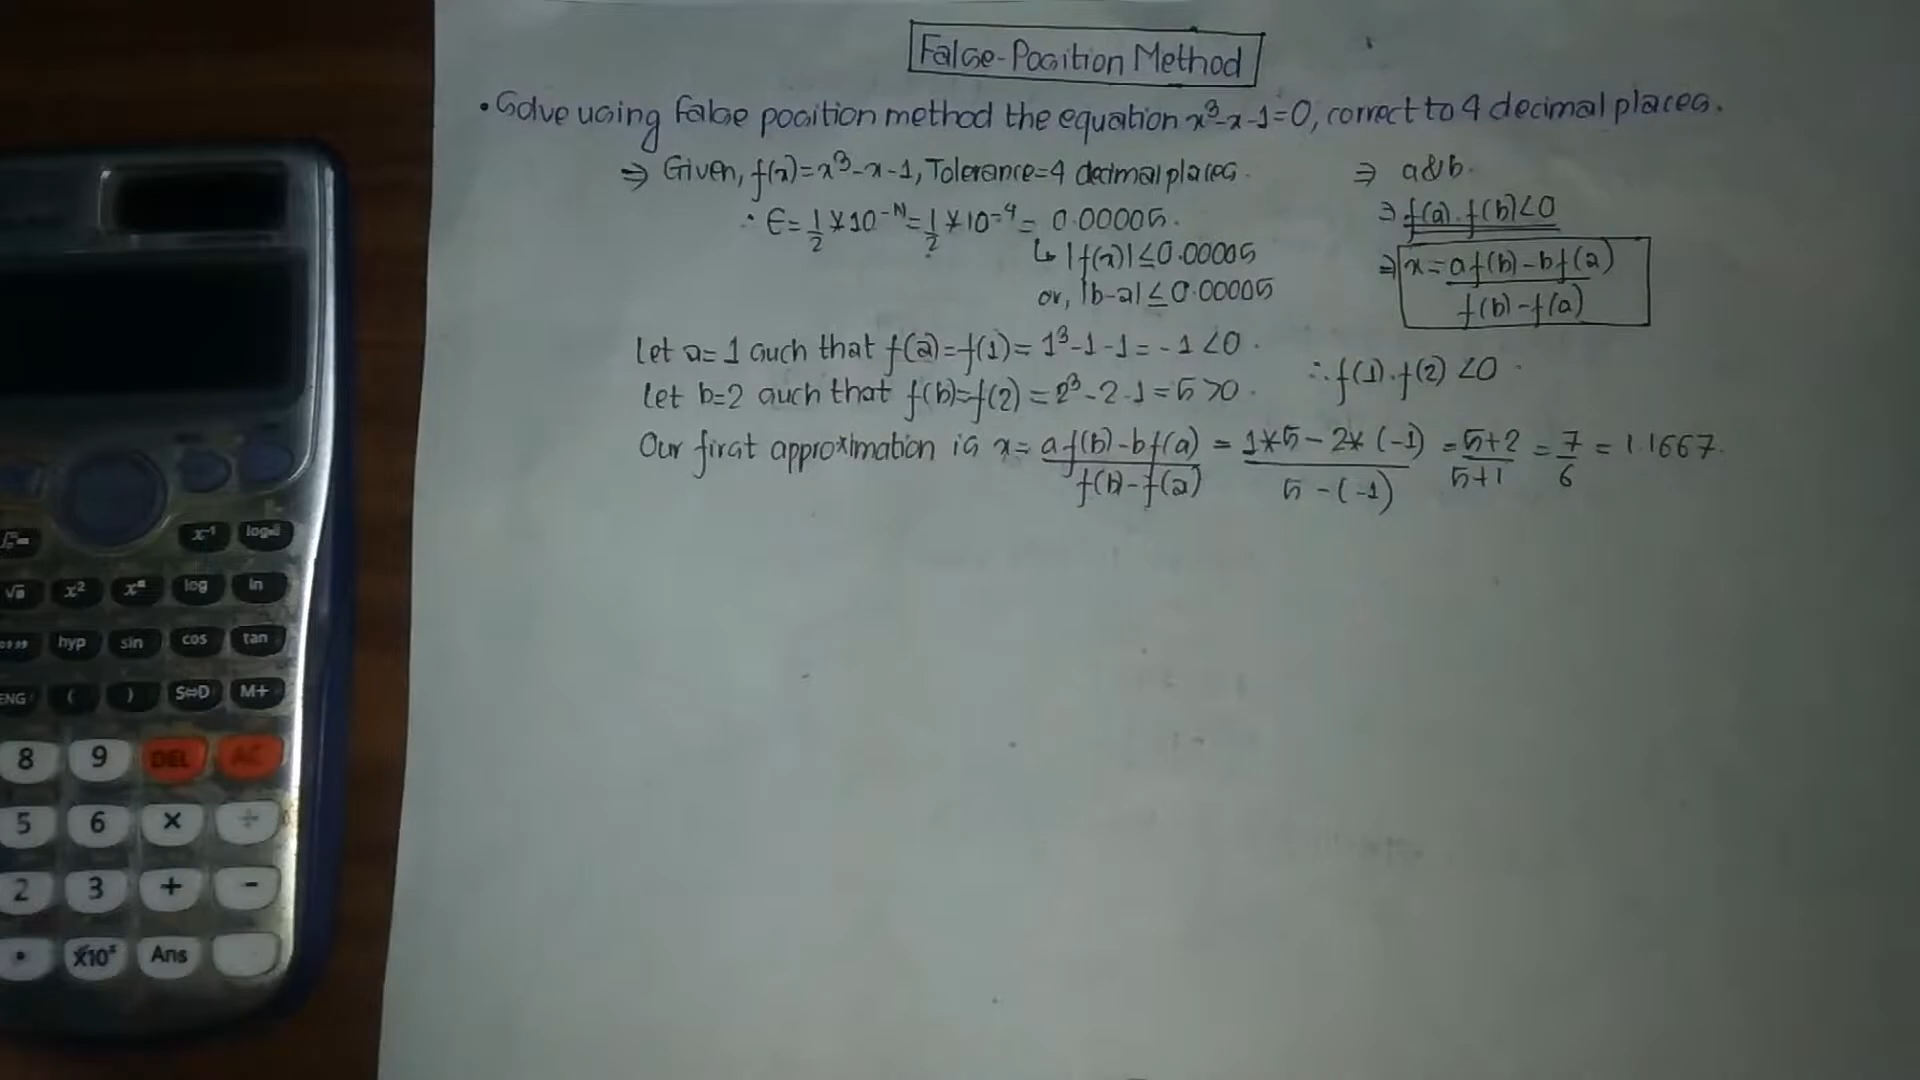 False-Position Method
• Solve using false position method the equation x³-x-1=0, correct to 4 decimal places.
⇒ Given, f(x)=x³-x-1, Tolerance=4 decimal places.
∴ ϵ=1/2*10^-N=1/2*10^-4= 0.00005.
↳ |f(x)|≤0.00005
or, |b-a|≤0.00005
⇒ a&b.
⇒ f(a).f(b)<0
⇒ x=af(b)-bf(a)/f(b)-f(a)
Let a=1 such that f(a)=f(1)=1³-1-1=-1<0.
Let b=2 such that f(b)=f(2)=2³-2-1=5>0.
∴f(1).f(2)<0.
Our first approximation is x=af(b)-bf(a)/f(b)-f(a) = 1*5-2*(-1)/5-(-1) = 5+2/5+1 = 7/6 = 1.1667.
x⁻¹
√ x² log ln
hyp sin cos tan
ENG ( ) S⇔D M+
8 9 DEL AC
5 6 × ÷
2 3 + -
• ×10ˣ Ans